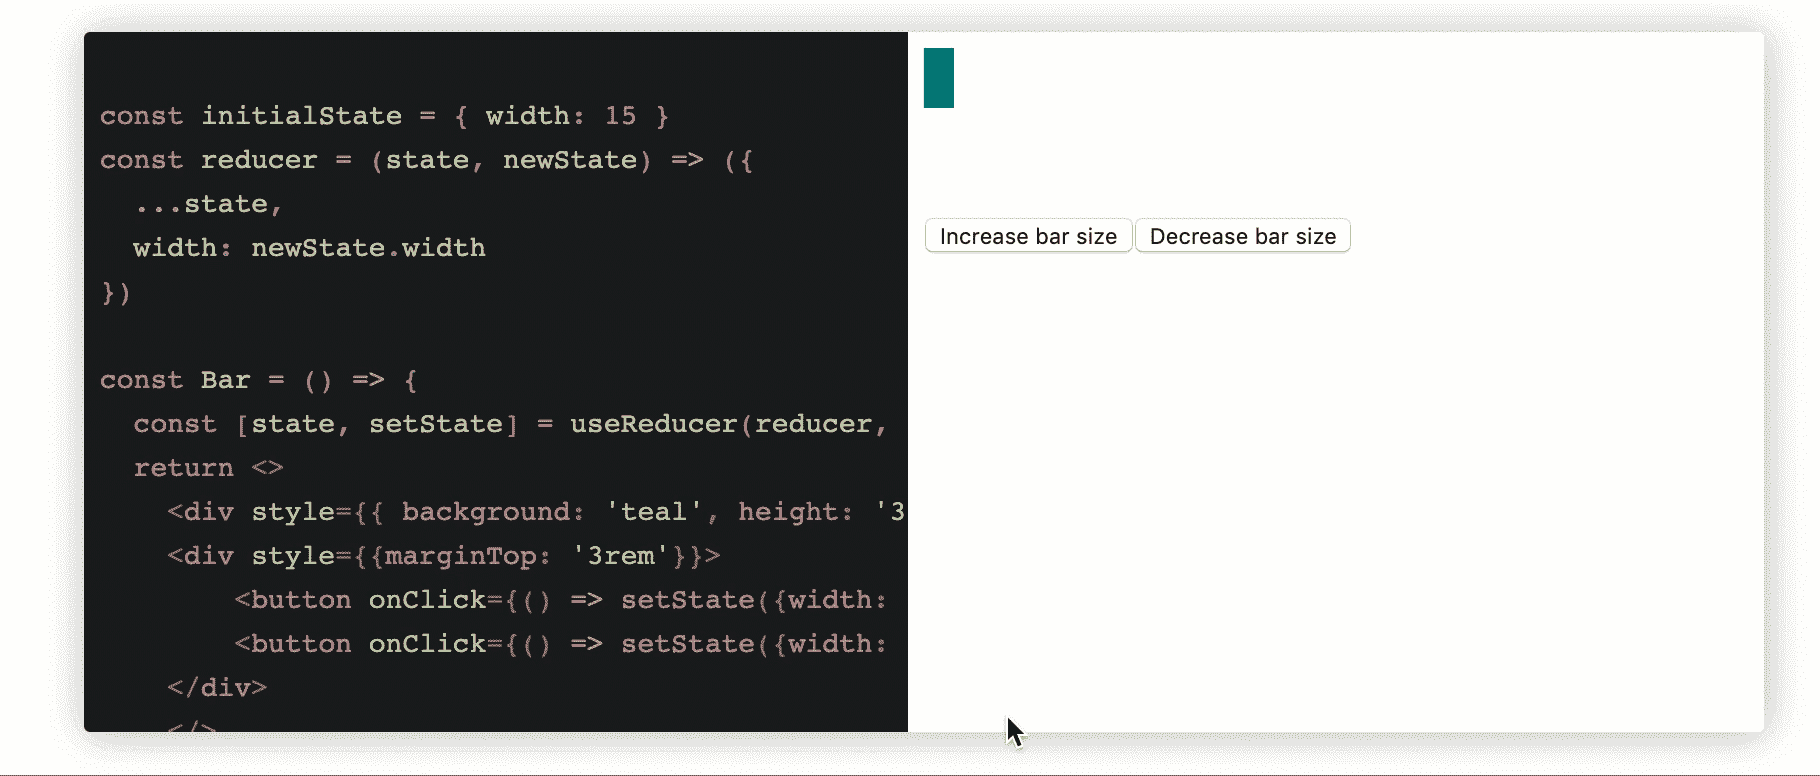 const initialState = { width: 15 }
const reducer = (state, newState) => ({
  ...state,
  width: newState.width
})
const Bar = () => {
  const [state, setState] = useReducer(reducer,
  return <>
    <div style={{ background: 'teal', height: '3
    <div style={{marginTop: '3rem'}}>
        <button onClick={() => setState({width:
        <button onClick={() => setState({width:
    </div>
    </>
Increase bar size Decrease bar size